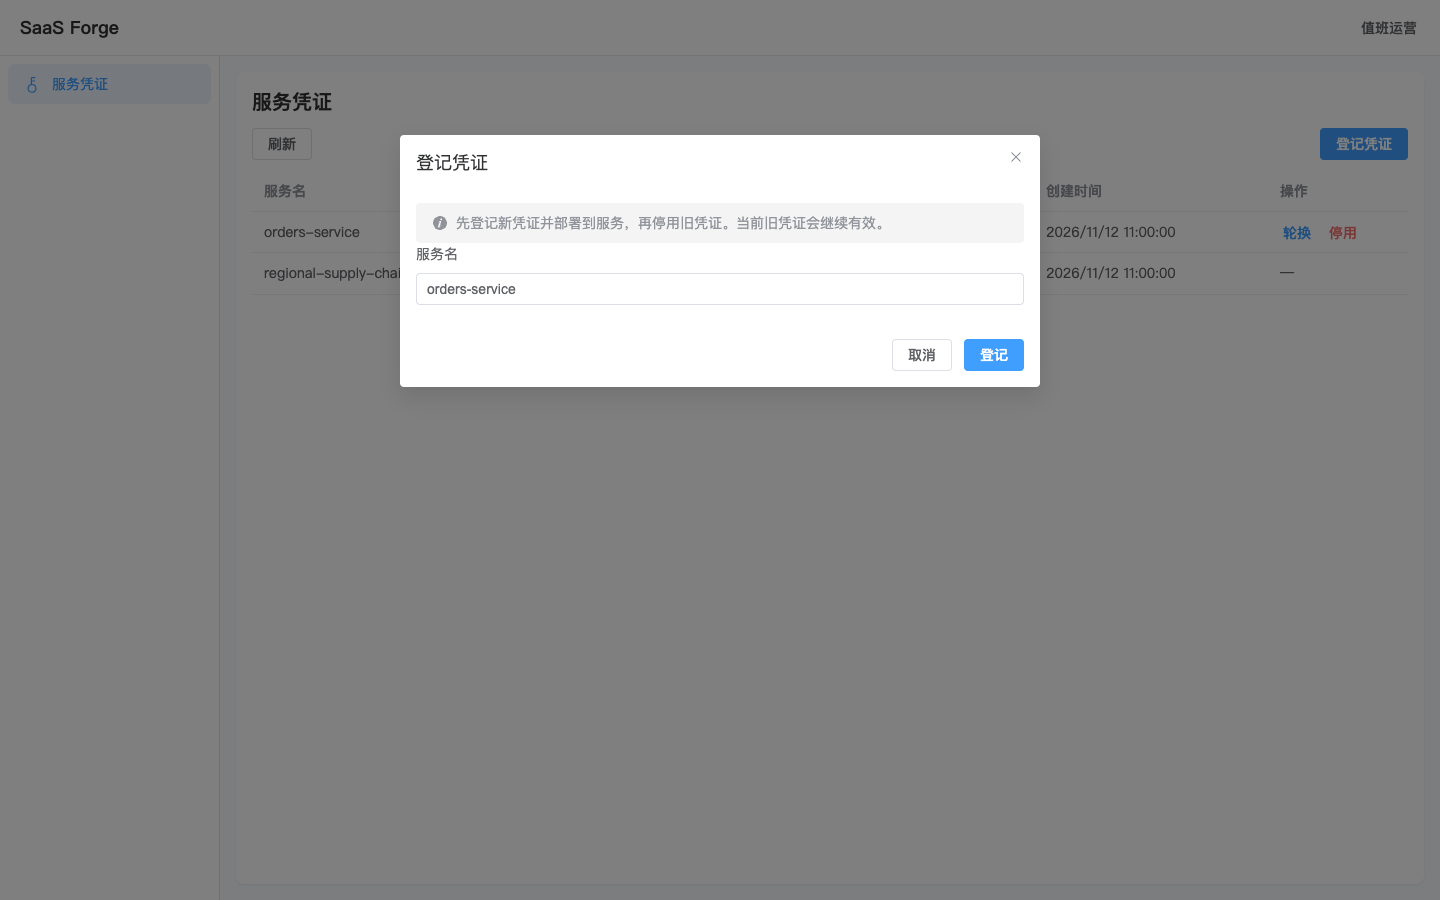 SaaS Forge
值班运营
服务凭证
服务凭证
刷新
登记凭证
服务名
创建时间
操作
orders-service
2026/11/12 11:00:00
轮换
停用
regional-supply-chai
2026/11/12 11:00:00
—
登记凭证
先登记新凭证并部署到服务，再停用旧凭证。当前旧凭证会继续有效。
服务名
orders-service
取消
登记